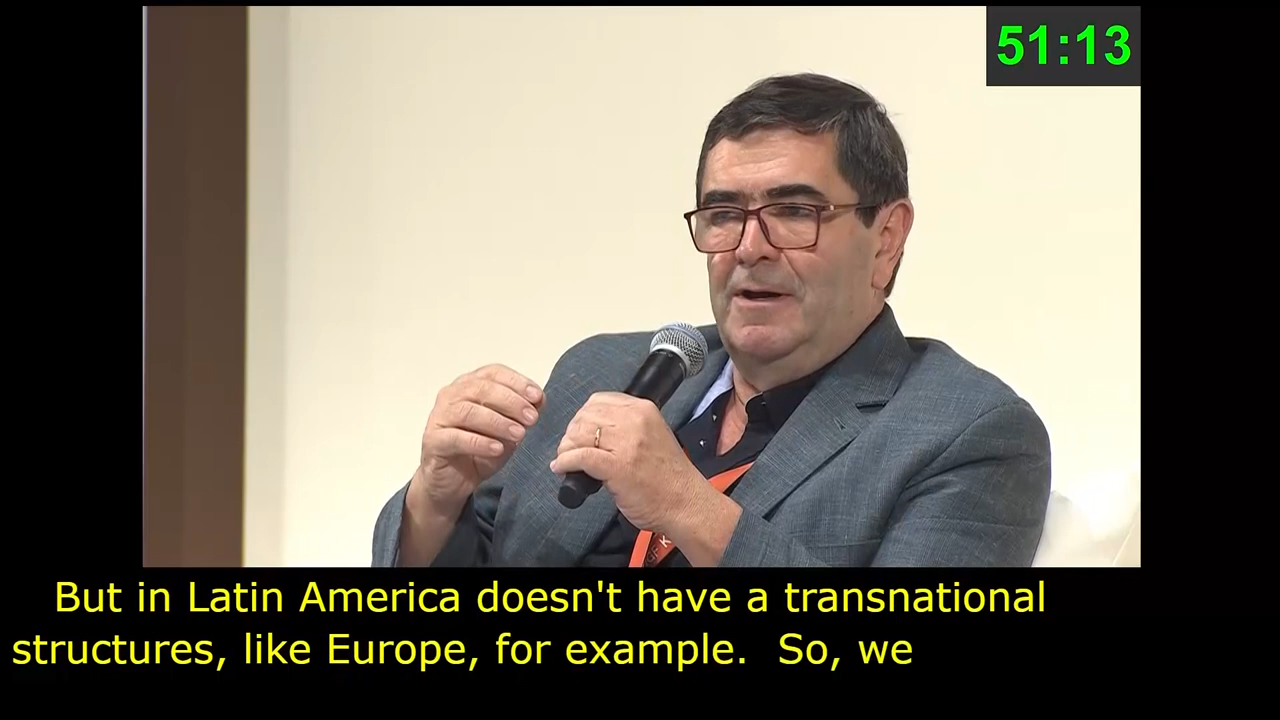 51:13
But in Latin America doesn't have a transnational
structures, like Europe, for example.  So, we